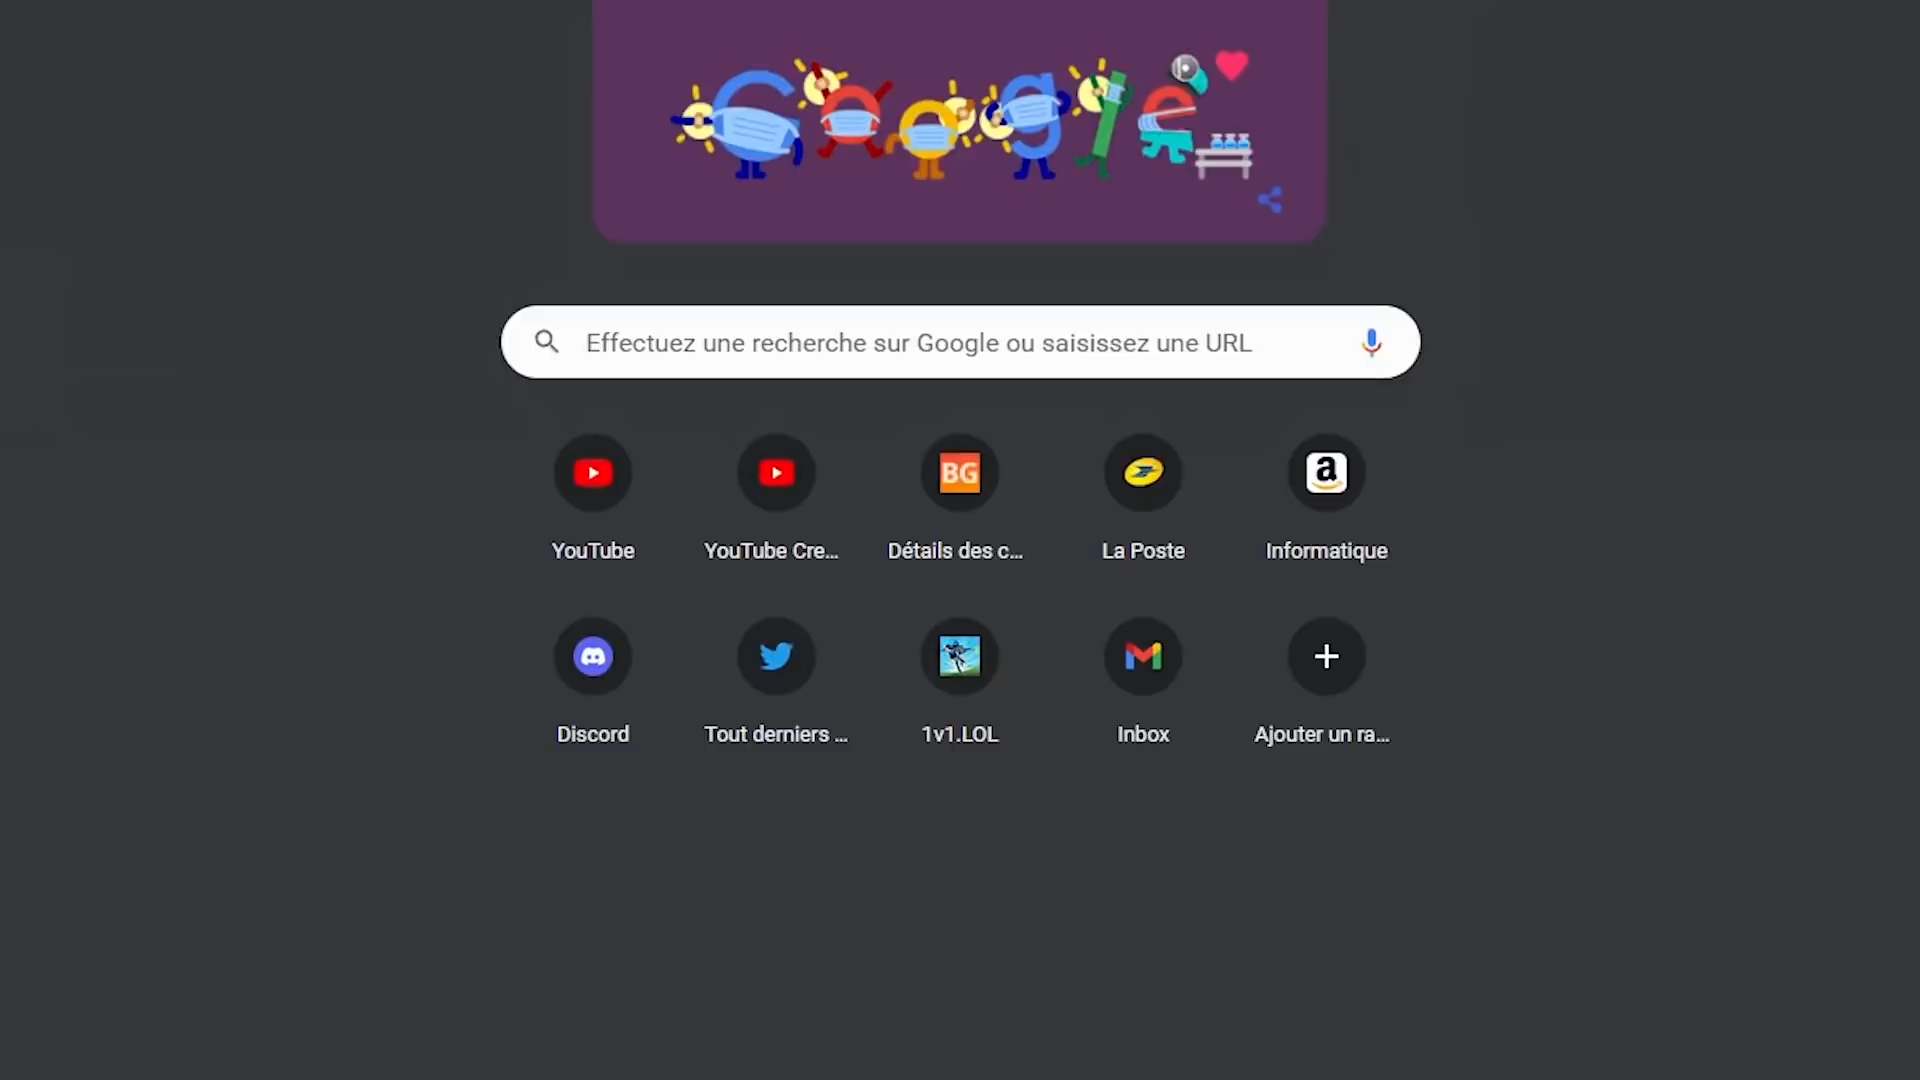 Google
Effectuez une recherche sur Google ou saisissez une URL
BG
a
YouTube
YouTube Cre...
Détails des c...
La Poste
Informatique
Discord
Tout derniers ...
1v1.LOL
Inbox
Ajouter un ra...